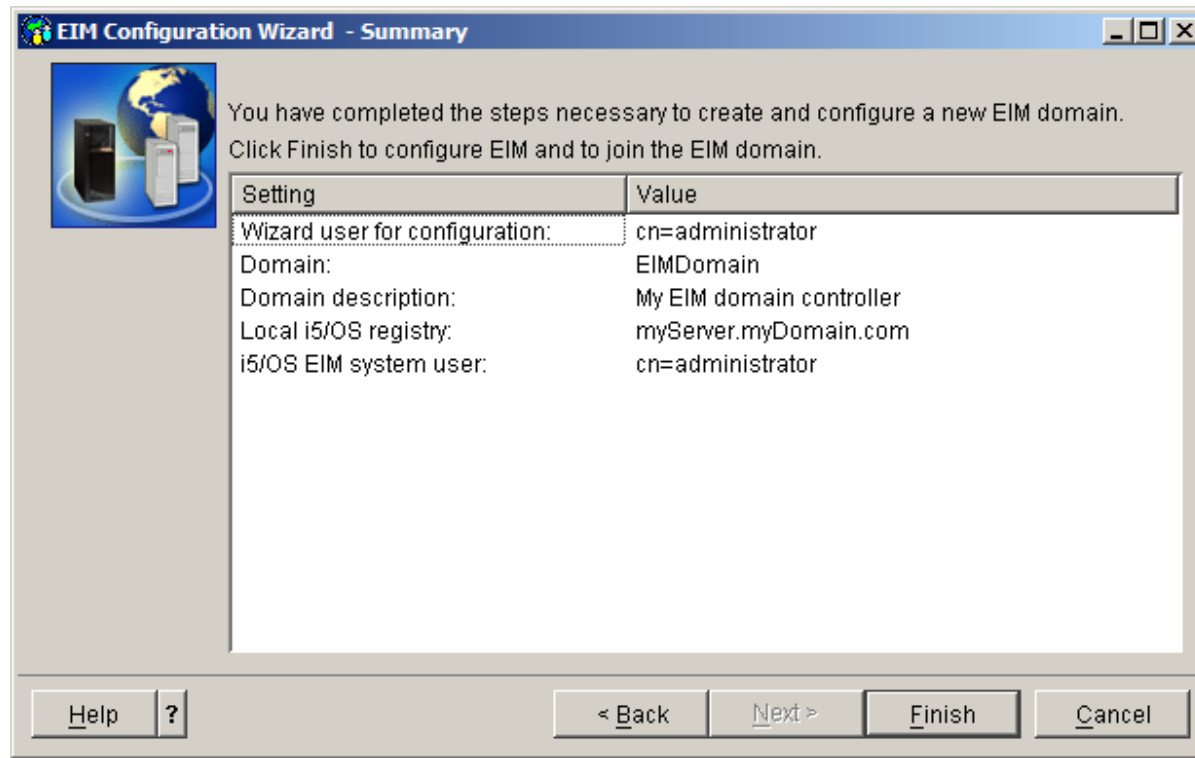 EIM Configuration Wizard - Summary
You have completed the steps necessary to create and configure a new EIM domain.
Click Finish to configure EIM and to join the EIM domain.
Setting Value
Wizard user for configuration: cn=administrator
Domain: EIMDomain
Domain description: My EIM domain controller
Local i5/OS registry: myServer.myDomain.com
i5/OS EIM system user: cn=administrator
Help ? < Back Next > Finish Cancel